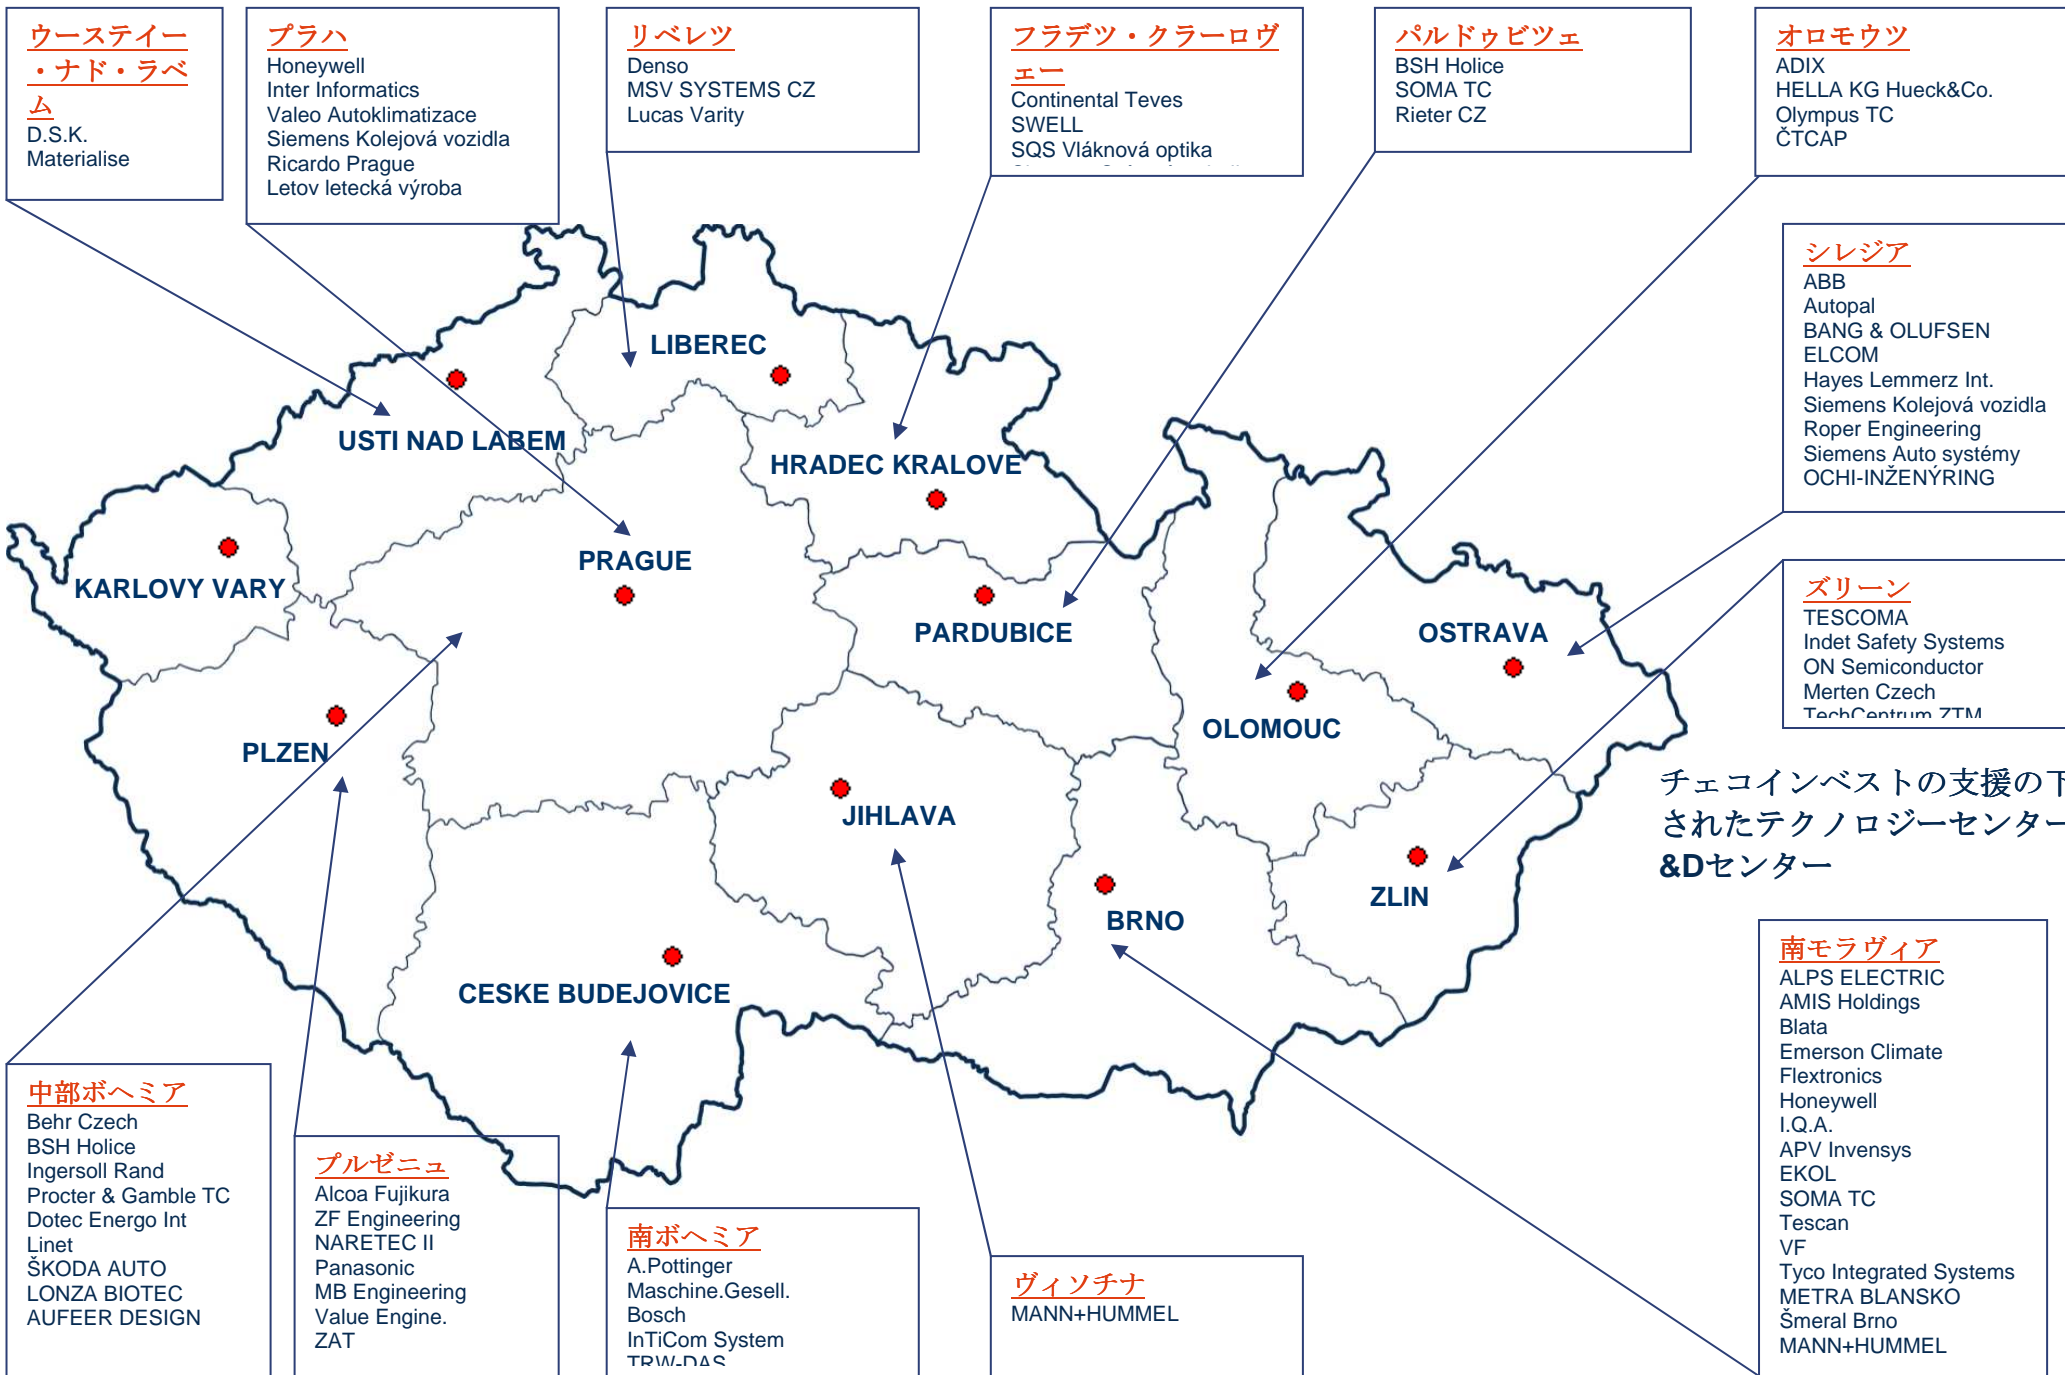 ウーステイー
・ナド・ラベ
ム
D.S.K.
Materialise
プラハ
Honeywell
Inter Informatics
Valeo Autoklimatizace
Siemens Kolejová vozidla
Ricardo Prague
Letov letecká výroba
リベレツ
Denso
MSV SYSTEMS CZ
Lucas Varity
フラデツ・クラーロヴ
ェー
Continental Teves
SWELL
SQS Vláknová optika
パルドゥビツェ
BSH Holice
SOMA TC
Rieter CZ
オロモウツ
ADIX
HELLA KG Hueck&Co.
Olympus TC
ČTCAP
シレジア
ABB
Autopal
BANG & OLUFSEN
ELCOM
Hayes Lemmerz Int.
Siemens Kolejová vozidla
Roper Engineering
Siemens Auto systémy
OCHI-INŽENÝRING
ズリーン
TESCOMA
Indet Safety Systems
ON Semiconductor
Merten Czech
TechCentrum ZTM
LIBEREC
USTI NAD LABEM
HRADEC KRALOVE
PRAGUE
KARLOVY VARY
PARDUBICE
OSTRAVA
OLOMOUC
PLZEN
JIHLAVA
ZLIN
BRNO
CESKE BUDEJOVICE
チェコインベストの支援の下
されたテクノロジーセンター
&Dセンター
中部ボヘミア
Behr Czech
BSH Holice
Ingersoll Rand
Procter & Gamble TC
Dotec Energo Int
Linet
ŠKODA AUTO
LONZA BIOTEC
AUFEER DESIGN
プルゼニュ
Alcoa Fujikura
ZF Engineering
NARETEC II
Panasonic
MB Engineering
Value Engine.
ZAT
南ボヘミア
A.Pottinger
Maschine.Gesell.
Bosch
InTiCom System
TRW-DAS
ヴィソチナ
MANN+HUMMEL
南モラヴィア
ALPS ELECTRIC
AMIS Holdings
Blata
Emerson Climate
Flextronics
Honeywell
I.Q.A.
APV Invensys
EKOL
SOMA TC
Tescan
VF
Tyco Integrated Systems
METRA BLANSKO
Šmeral Brno
MANN+HUMMEL